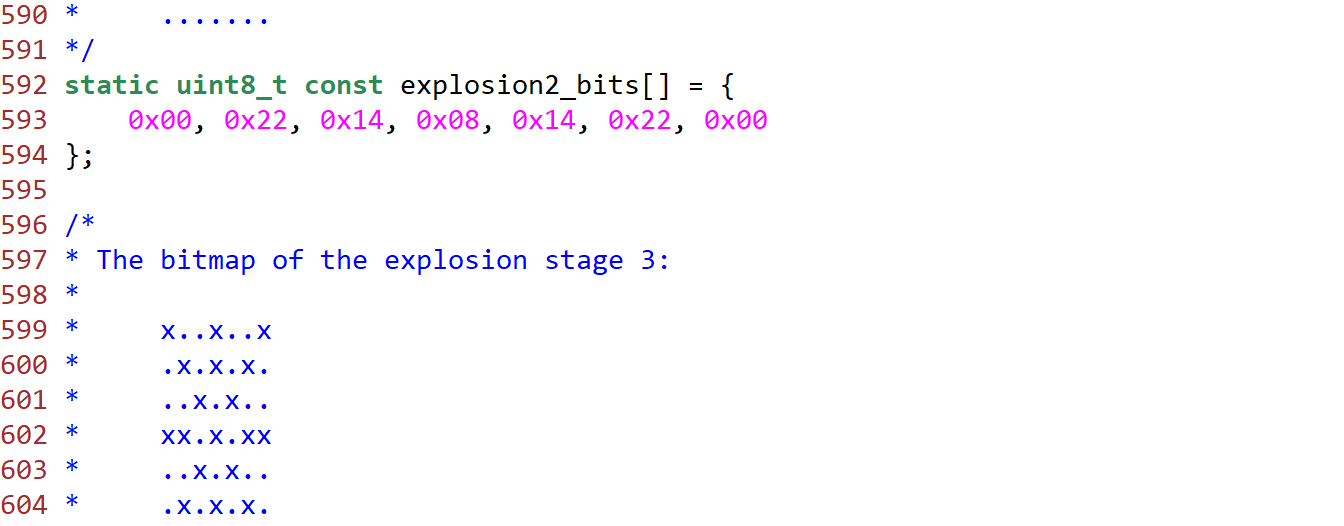 590 *     .......
591 */
592 static uint8_t const explosion2_bits[] = {
593     0x00, 0x22, 0x14, 0x08, 0x14, 0x22, 0x00
594 };
595
596 /*
597 * The bitmap of the explosion stage 3:
598 *
599 *     x..x..x
600 *     .x.x.x.
601 *     ..x.x..
602 *     xx.x.xx
603 *     ..x.x..
604 *     .x.x.x.